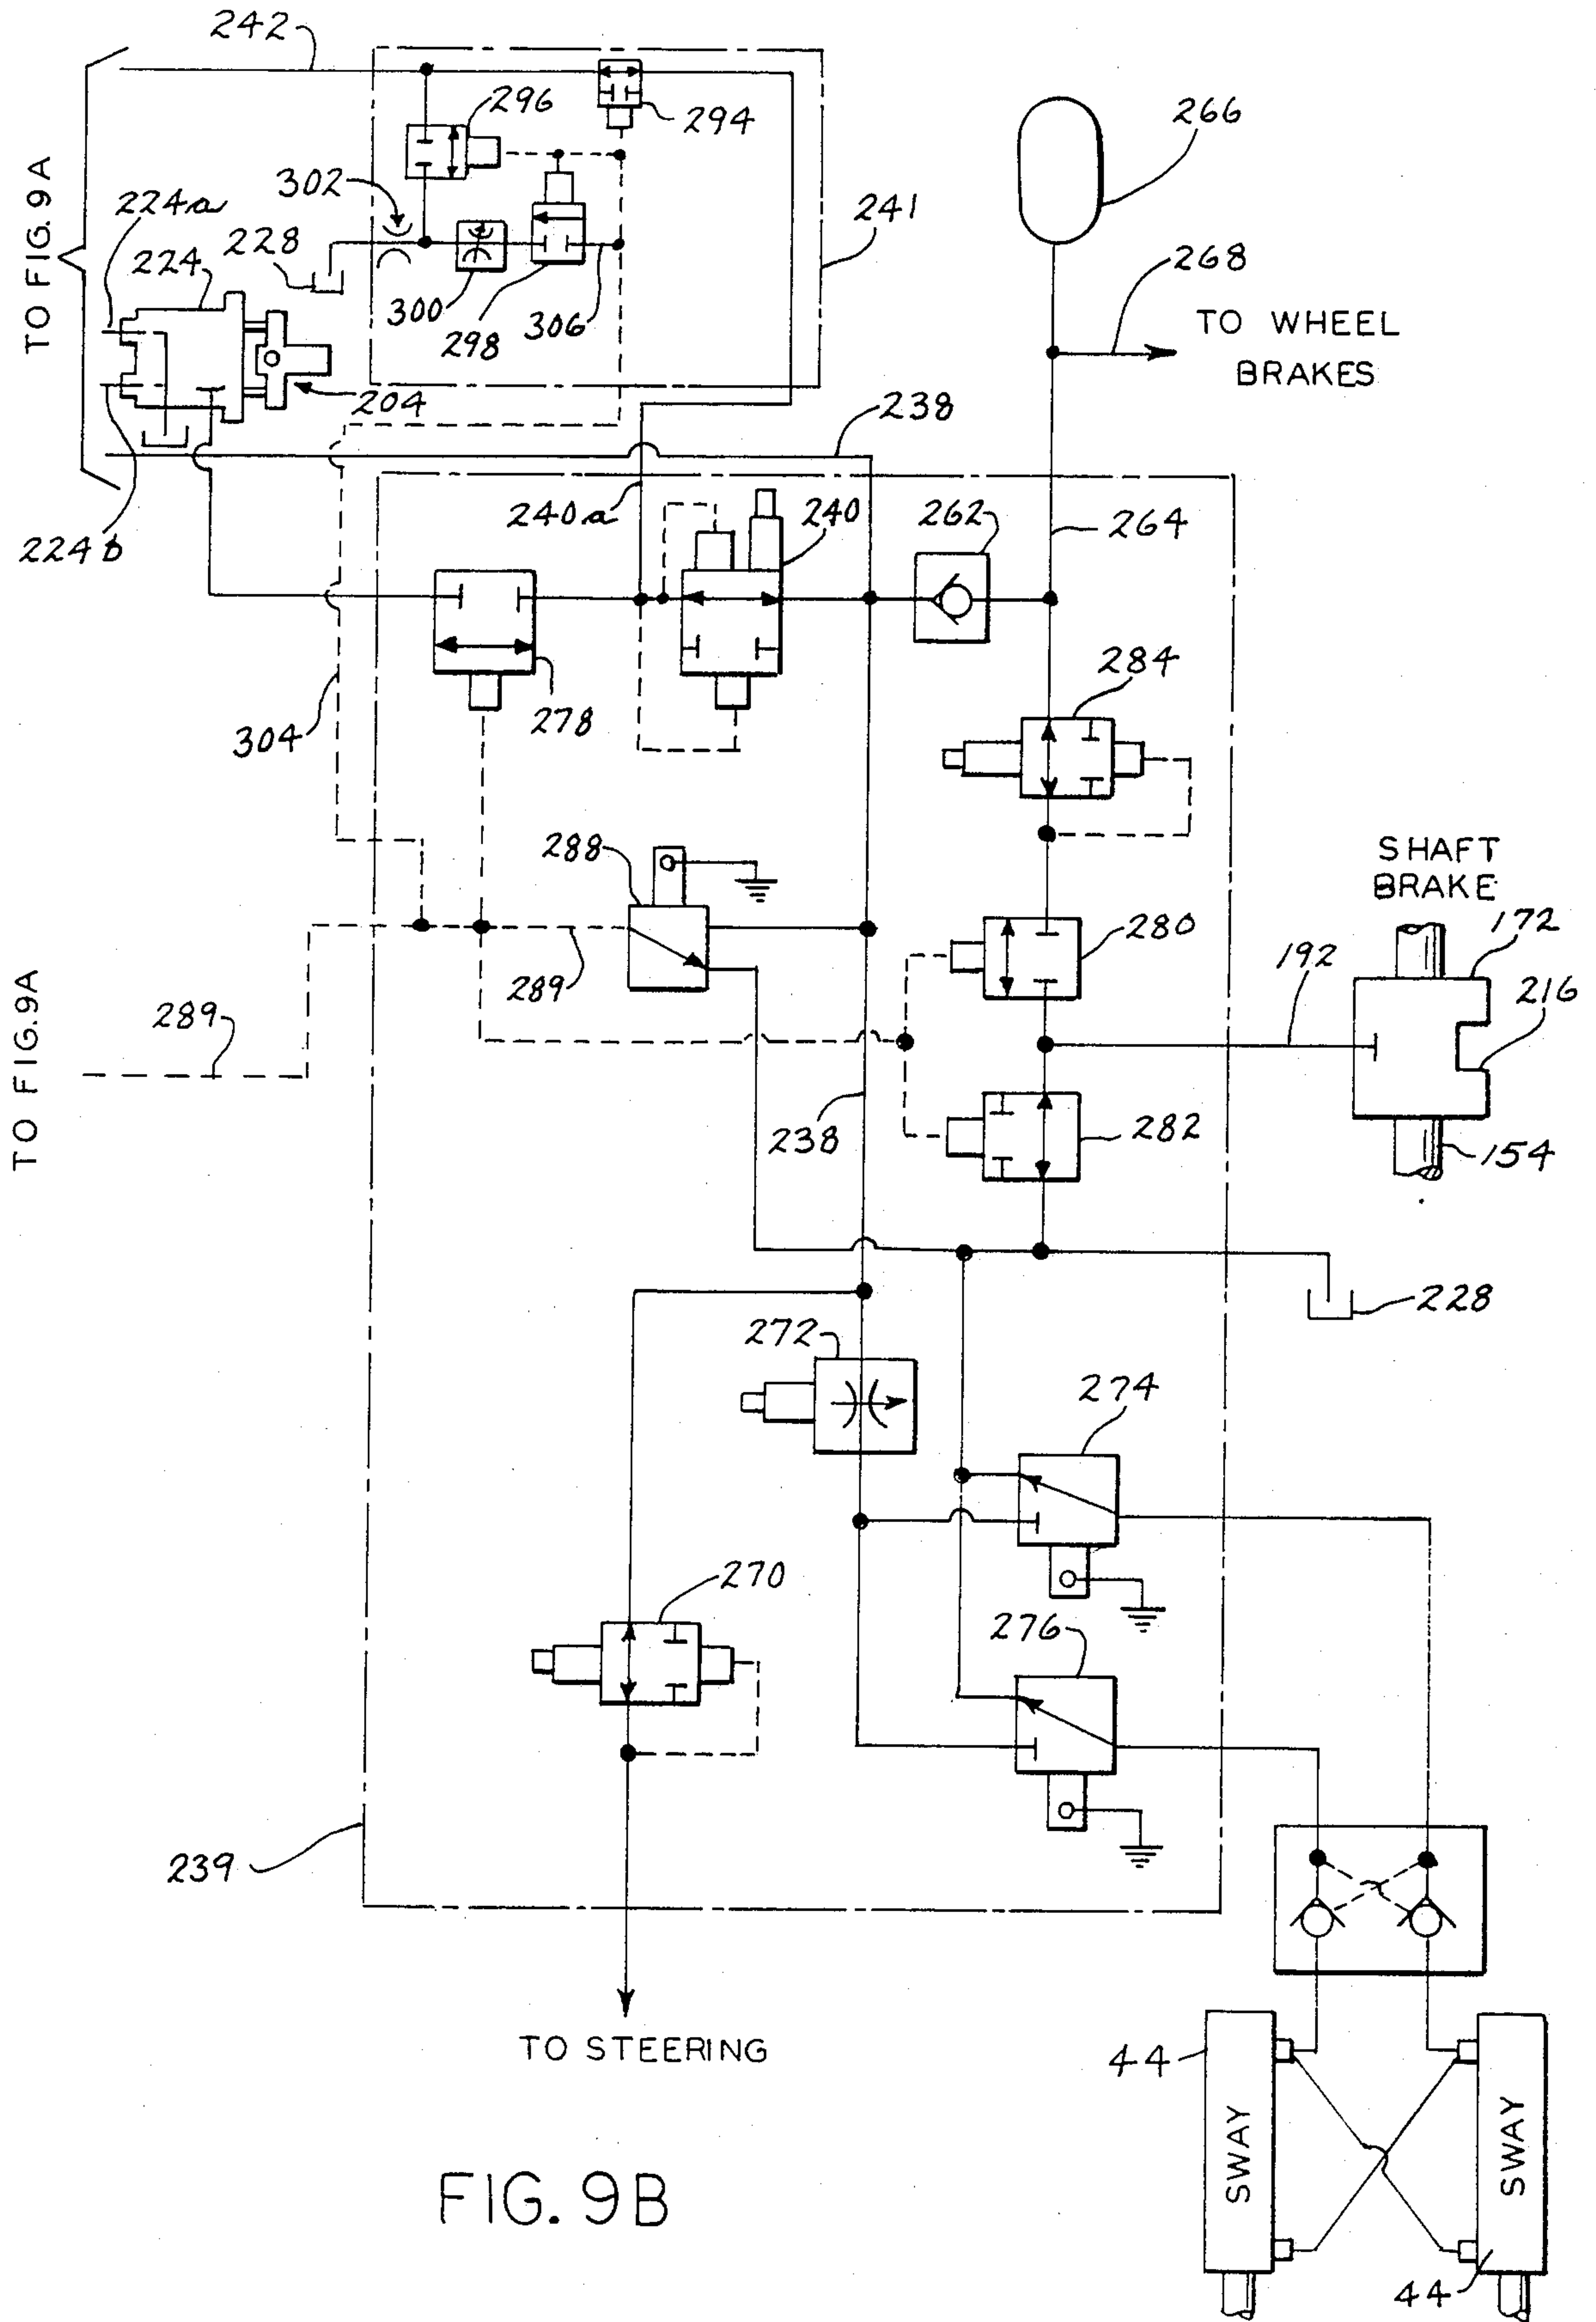 242
296
294
266
TO FIG. 9A
302
224a
241
228
224
268
300
298
306
TO WHEEL
BRAKES
204
238
240a
240
262
264
224b
284
304
278
SHAFT
BRAKE
288
280
172
192
216
TO FIG. 9A
289
289
238
282
154
228
272
274
270
276
239
TO STEERING
44
SWAY
SWAY
44
FIG. 9B